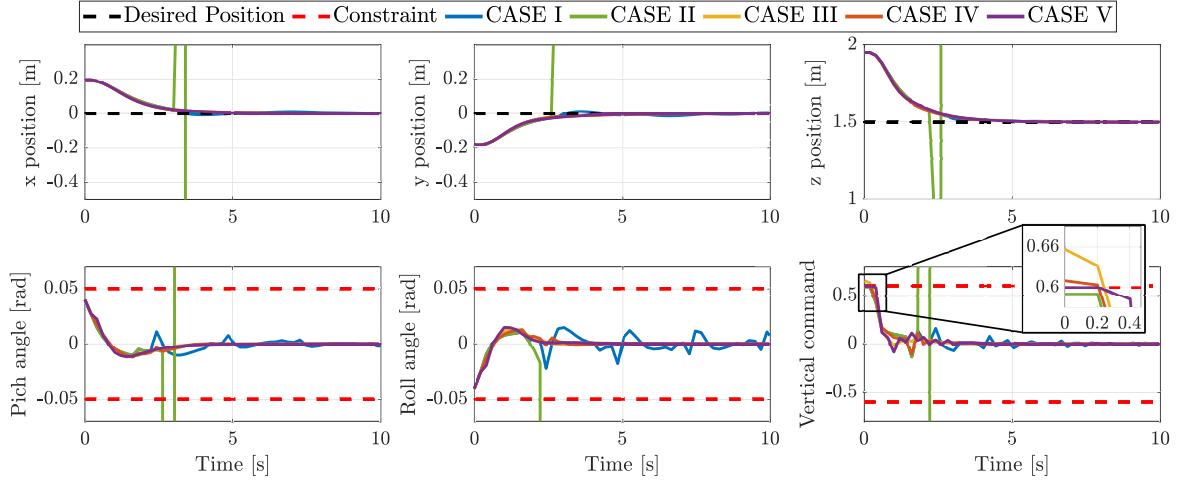 Desired Position Constraint CASE I CASE II CASE III CASE IV CASE V
x position [m]
0.2
0
-0.2
-0.4
0 5 10
y position [m]
0.2
0
-0.2
-0.4
0 5 10
z position [m]
2
1.5
1
0 5 10
Pich angle [rad]
0.05
0
-0.05
0 5 10
Time [s]
Roll angle [rad]
0.05
0
-0.05
0 5 10
Time [s]
Vertical command
0.5
0
-0.5
0 5 10
Time [s]
0.66
0.6
0 0.2 0.4